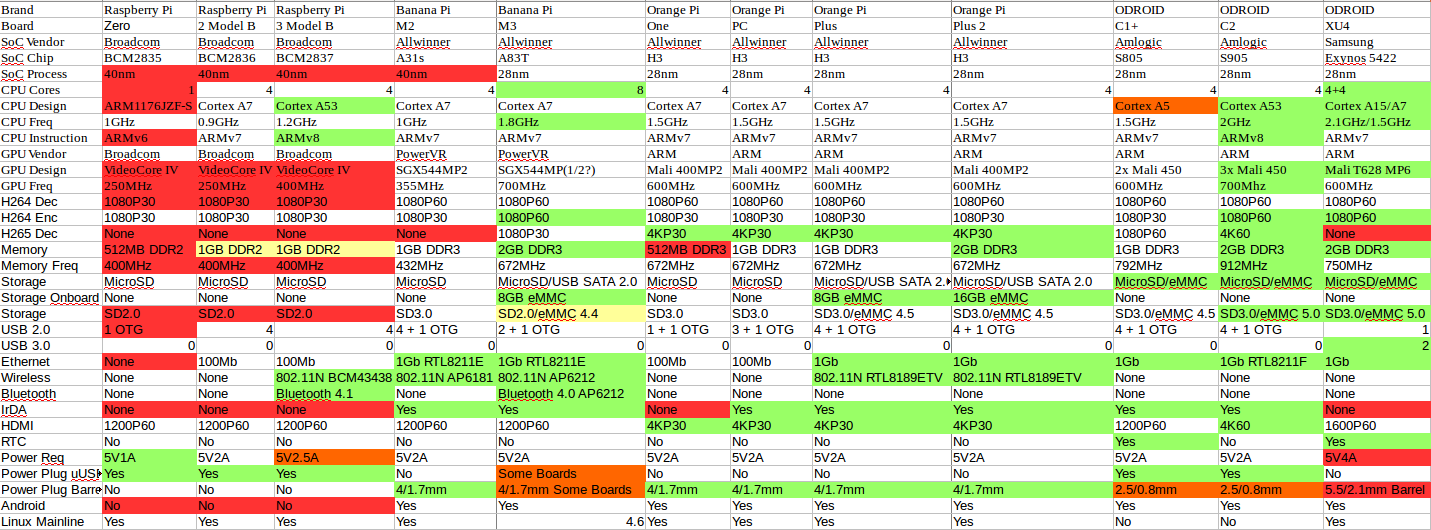 Brand Raspberry Pi Raspberry Pi Raspberry Pi Banana Pi Banana Pi Orange Pi Orange Pi Orange Pi Orange Pi ODROID ODROID ODROID
Board Zero 2 Model B 3 Model B M2 M3 One PC Plus Plus 2 C1+ C2 XU4
SoC Vendor Broadcom Broadcom Broadcom Allwinner Allwinner Allwinner Allwinner Allwinner Allwinner Amlogic Amlogic Samsung
SoC Chip BCM2835 BCM2836 BCM2837 A31s A83T H3 H3 H3 H3 S805 S905 Exynos 5422
SoC Process 40nm 40nm 40nm 40nm 28nm 28nm 28nm 28nm 28nm 28nm 28nm 28nm
CPU Cores 1 4 4 4 8 4 4 4 4 4 4 4+4
CPU Design ARM1176JZF-S Cortex A7 Cortex A53 Cortex A7 Cortex A7 Cortex A7 Cortex A7 Cortex A7 Cortex A7 Cortex A5 Cortex A53 Cortex A15/A7
CPU Freq 1GHz 0.9GHz 1.2GHz 1GHz 1.8GHz 1.5GHz 1.5GHz 1.5GHz 1.5GHz 1.5GHz 2GHz 2.1GHz/1.5GHz
CPU Instruction ARMv6 ARMv7 ARMv8 ARMv7 ARMv7 ARMv7 ARMv7 ARMv7 ARMv7 ARMv7 ARMv8 ARMv7
GPU Vendor Broadcom Broadcom Broadcom PowerVR PowerVR ARM ARM ARM ARM ARM ARM ARM
GPU Design VideoCore IV VideoCore IV VideoCore IV SGX544MP2 SGX544MP(1/2?) Mali 400MP2 Mali 400MP2 Mali 400MP2 Mali 400MP2 2x Mali 450 3x Mali 450 Mali T628 MP6
GPU Freq 250MHz 250MHz 400MHz 355MHz 700MHz 600MHz 600MHz 600MHz 600MHz 600MHz 700Mhz 600MHz
H264 Dec 1080P30 1080P30 1080P30 1080P60 1080P60 1080P60 1080P60 1080P60 1080P60 1080P60 1080P60 1080P60
H264 Enc 1080P30 1080P30 1080P30 1080P30 1080P60 1080P30 1080P30 1080P30 1080P30 1080P30 1080P60 1080P60
H265 Dec None None None None 1080P30 4KP30 4KP30 4KP30 4KP30 1080P60 4K60 None
Memory 512MB DDR2 1GB DDR2 1GB DDR2 1GB DDR3 2GB DDR3 512MB DDR3 1GB DDR3 1GB DDR3 2GB DDR3 1GB DDR3 2GB DDR3 2GB DDR3
Memory Freq 400MHz 400MHz 400MHz 432MHz 672MHz 672MHz 672MHz 672MHz 672MHz 792MHz 912MHz 750MHz
Storage MicroSD MicroSD MicroSD MicroSD MicroSD/USB SATA 2.0 MicroSD MicroSD MicroSD/USB SATA 2. MicroSD/USB SATA 2.0 MicroSD/eMMC MicroSD/eMMC MicroSD/eMMC
Storage Onboard None None None None 8GB eMMC None None 8GB eMMC 16GB eMMC None None None
Storage SD2.0 SD2.0 SD2.0 SD3.0 SD2.0/eMMC 4.4 SD3.0 SD3.0 SD3.0/eMMC 4.5 SD3.0/eMMC 4.5 SD3.0/eMMC 4.5 SD3.0/eMMC 5.0 SD3.0/eMMC 5.0
USB 2.0 1 OTG 4 4 4 + 1 OTG 2 + 1 OTG 1 + 1 OTG 3 + 1 OTG 4 + 1 OTG 4 + 1 OTG 4 + 1 OTG 4 + 1 OTG 1
USB 3.0 0 0 0 0 0 0 0 0 0 0 0 2
Ethernet None 100Mb 100Mb 1Gb RTL8211E 1Gb RTL8211E 100Mb 100Mb 1Gb 1Gb 1Gb 1Gb RTL8211F 1Gb
Wireless None None 802.11N BCM43438 802.11N AP6181 802.11N AP6212 None None 802.11N RTL8189ETV 802.11N RTL8189ETV None None None
Bluetooth None None Bluetooth 4.1 None Bluetooth 4.0 AP6212 None None None None None None None
IrDA None None None Yes Yes None Yes Yes Yes Yes Yes None
HDMI 1200P60 1200P60 1200P60 1200P60 1200P60 4KP30 4KP30 4KP30 4KP30 1200P60 4K60 1600P60
RTC No No No No No No No No No Yes No Yes
Power Req 5V1A 5V2A 5V2.5A 5V2A 5V2A 5V2A 5V2A 5V2A 5V2A 5V2A 5V2A 5V4A
Power Plug uUSI Yes Yes Yes No Some Boards No No No No Yes Yes No
Power Plug Barre No No No 4/1.7mm 4/1.7mm Some Boards 4/1.7mm 4/1.7mm 4/1.7mm 4/1.7mm 2.5/0.8mm 2.5/0.8mm 5.5/2.1mm Barrel
Android No No No Yes Yes Yes Yes Yes Yes Yes Yes Yes
Linux Mainline Yes Yes Yes Yes 4.6 Yes Yes Yes Yes No No Yes